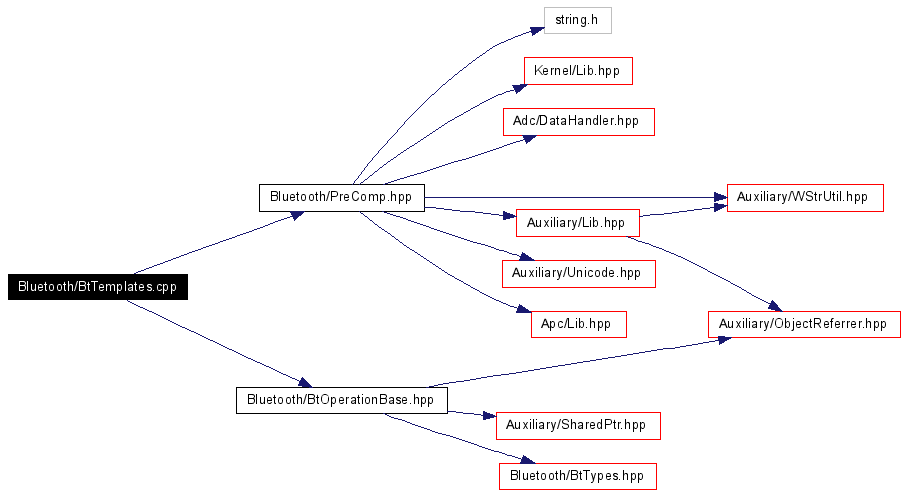 string.h
Kernel/Lib.hpp
Adc/DataHandler.hpp
Bluetooth/PreComp.hpp
Auxiliary/WStrUtil.hpp
Auxiliary/Lib.hpp
Auxiliary/Unicode.hpp
Bluetooth/BtTemplates.cpp
Apc/Lib.hpp
Auxiliary/ObjectReferrer.hpp
Bluetooth/BtOperationBase.hpp
Auxiliary/SharedPtr.hpp
Bluetooth/BtTypes.hpp